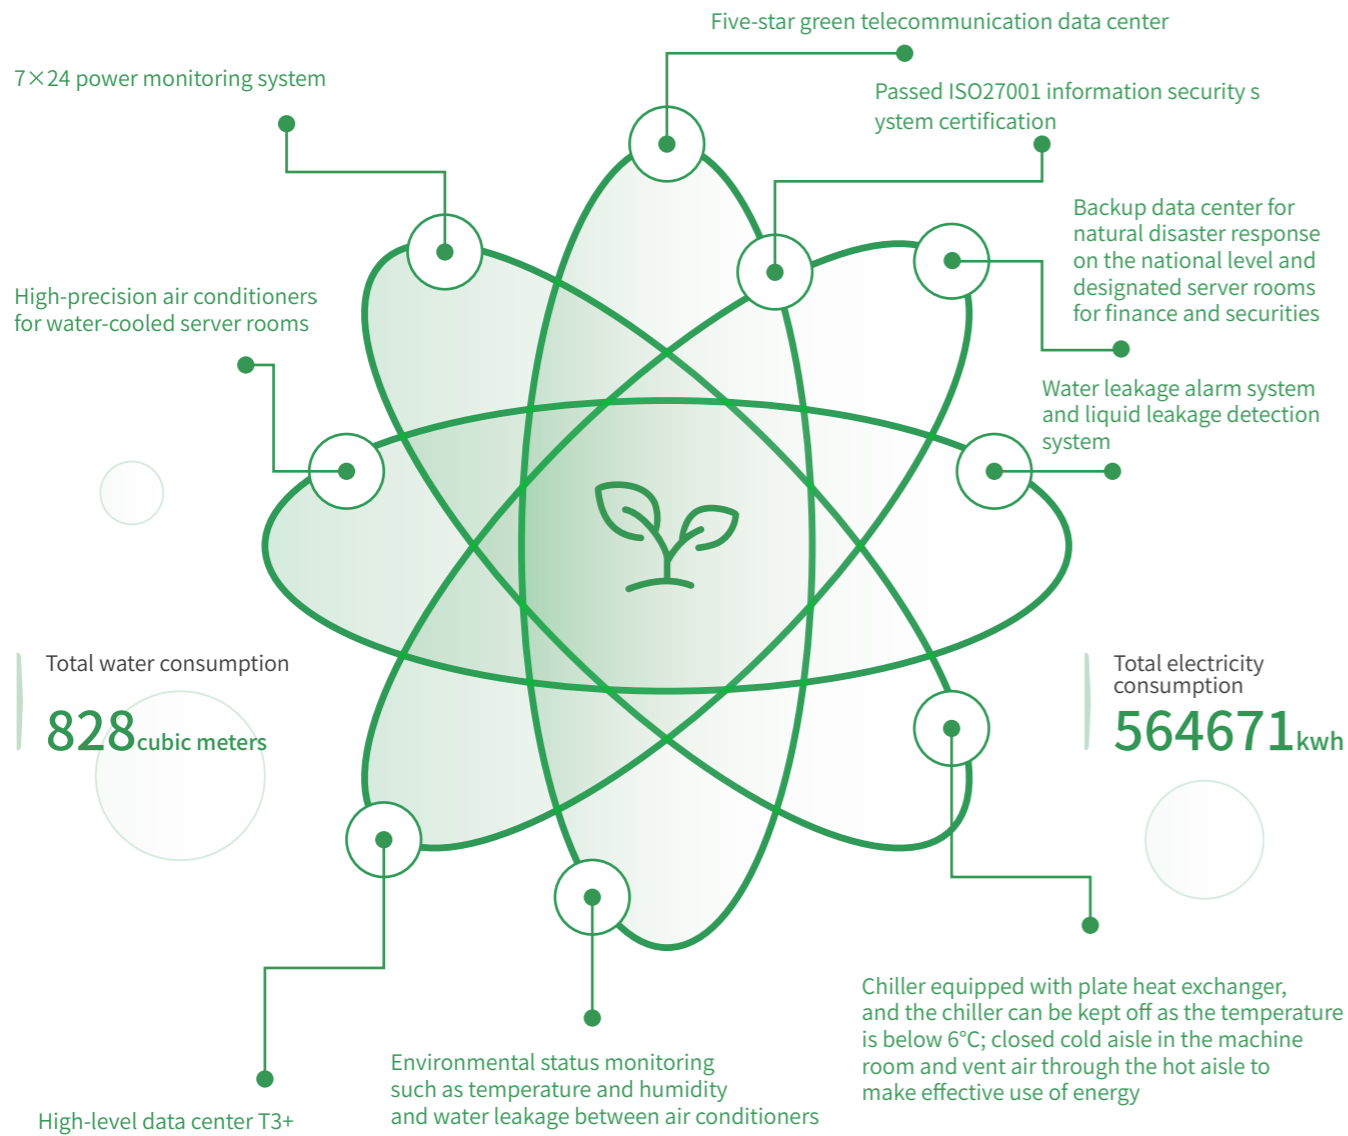 Five-star green telecommunication data center
7×24 power monitoring system
Passed ISO27001 information security s
ystem certification
Backup data center for
natural disaster response
on the national level and
designated server rooms
for finance and securities
High-precision air conditioners
for water-cooled server rooms
Water leakage alarm system
and liquid leakage detection
system
Total water consumption
828cubic meters
Total electricity
consumption
564671kwh
Chiller equipped with plate heat exchanger,
and the chiller can be kept off as the temperature
is below 6°C; closed cold aisle in the machine
room and vent air through the hot aisle to
make effective use of energy
Environmental status monitoring
such as temperature and humidity
and water leakage between air conditioners
High-level data center T3+